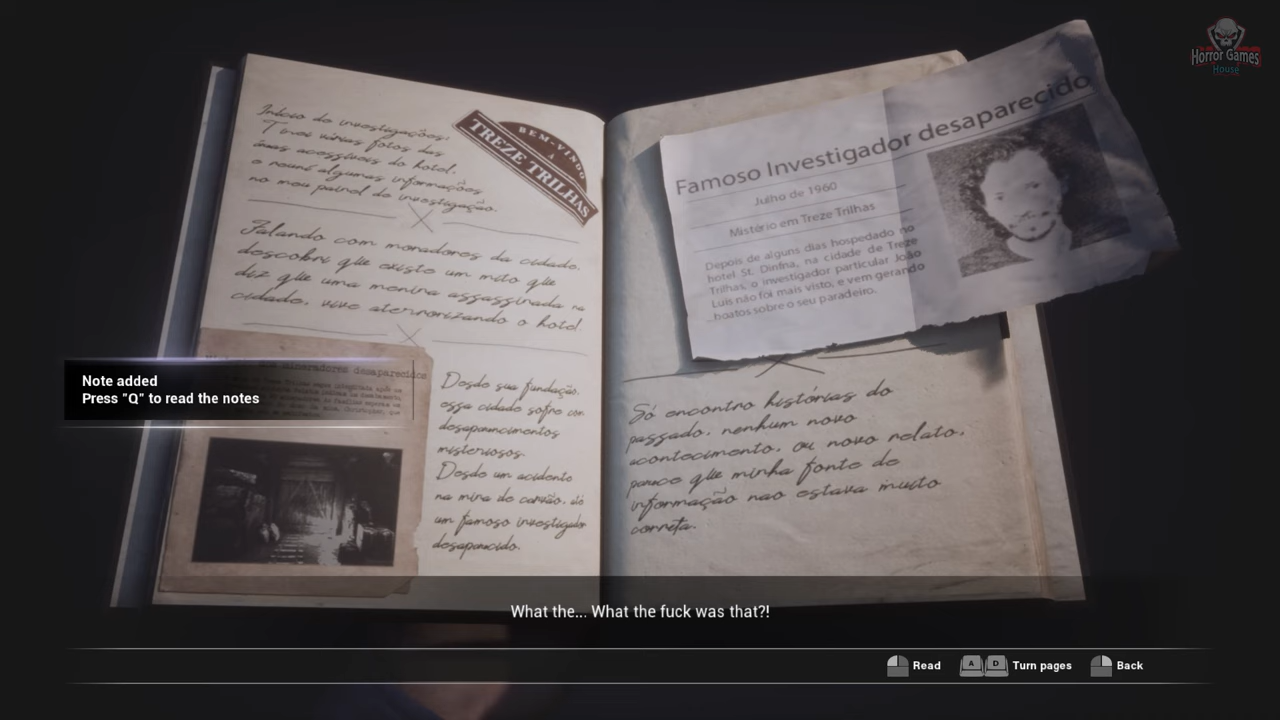 Horror Games
House
Início de investigações:
Tirei várias fotos das
áreas acessíveis do hotel,
e reuni algumas informações
no meu painel de investigação.
BEM-VINDO
A
TREZE TRILHAS
Falando com moradores da cidade,
descobri que existe um mito que
diz que uma menina assassinada na
cidade, vive aterrorizando o hotel.
mineradores desaparecidos
Note added
Press "Q" to read the notes
Desde sua fundação,
essa cidade sofre com
desaparecimentos
misteriosos.
Desde um acidente
na mina de carvão, até
um famoso investigador
desaparecido.
Famoso Investigador desaparecido
Julho de 1960
Mistério em Treze Trilhas
Depois de alguns dias hospedado no
hotel St. Dinfna, na cidade de Treze
Trilhas, o investigador particular João
Luis não foi mais visto, e vem gerando
boatos sobre o seu paradeiro.
Só encontro histórias do
passado, nenhum novo
acontecimento, ou novo relato,
parece que minha fonte de
informação nao estava muito
correta.
What the... What the fuck was that?!
Read
A
D
Turn pages
Back